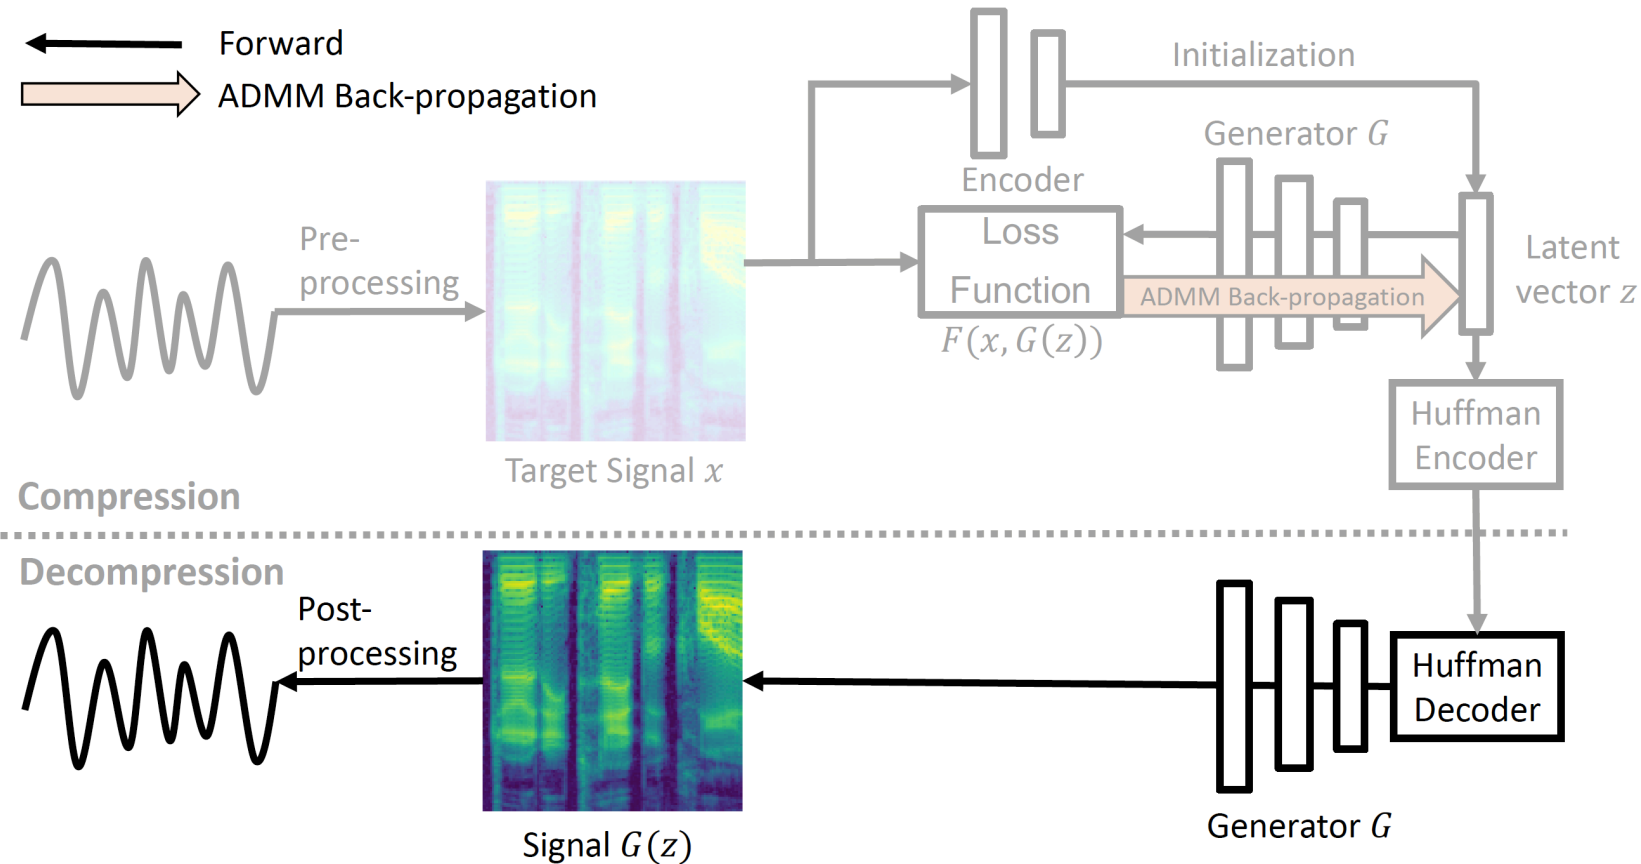 Forward
ADMM Back-propagation
Initialization
Generator G
Encoder
Pre-
processing
Loss
Function
ADMM Back-propagation
Latent
vector z
F(x, G(z))
Huffman
Encoder
Target Signal x
Compression
Decompression
Post-
processing
Huffman
Decoder
Signal G(z)
Generator G